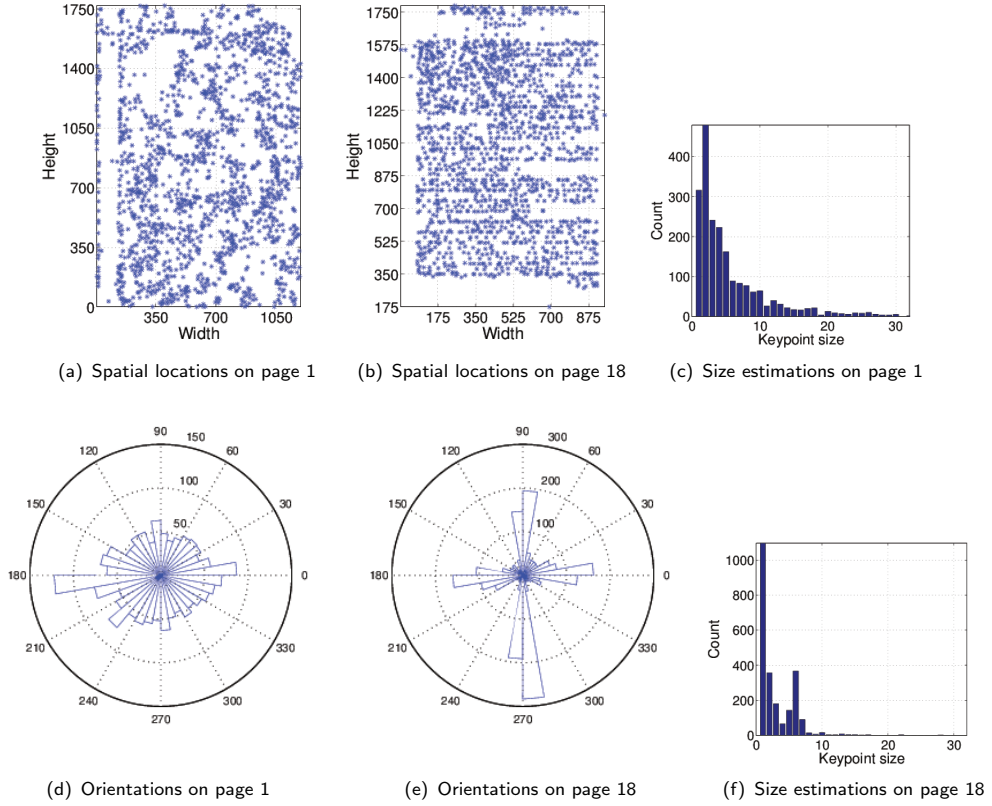 1750
1400
1050
700
350
0
Height
350 700 1050
Width
(a) Spatial locations on page 1
1750
1575
1400
1225
1050
875
700
525
350
175
Height
175 350 525 700 875
Width
(b) Spatial locations on page 18
400
300
200
100
0
Count
0 10 20 30
Keypoint size
(c) Size estimations on page 1
90
120 150 60
100
150 50 30
180 0
210 330
240 300
270
(d) Orientations on page 1
90
120 300 60
200
150 100 30
180 0
210 330
240 300
270
(e) Orientations on page 18
1000
800
600
400
200
0
Count
0 10 20 30
Keypoint size
(f) Size estimations on page 18